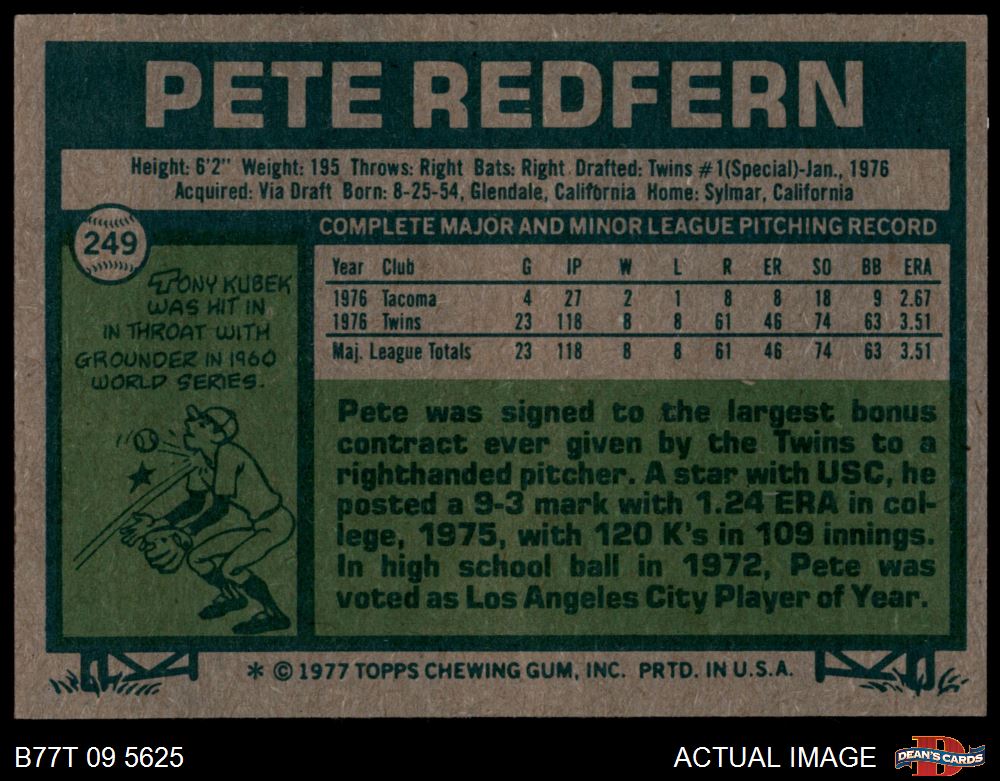 PETE REDFERN
Height: 6'2" Weight: 195 Throws: Right Bats: Right Drafted: Twins #1(Special)-Jan., 1976
Acquired: Via Draft Born: 8-25-54, Glendale, California Home: Sylmar, California
249
TONY KUBEK
WAS HIT IN
IN THROAT WITH
GROUNDER IN 1960
WORLD SERIES.
COMPLETE MAJOR AND MINOR LEAGUE PITCHING RECORD
Year Club G IP W L R ER SO BB ERA
1976 Tacoma 4 27 2 1 8 8 18 9 2.67
1976 Twins 23 118 8 8 61 46 74 63 3.51
Maj. League Totals 23 118 8 8 61 46 74 63 3.51
Pete was signed to the largest bonus
contract ever given by the Twins to a
righthanded pitcher. A star with USC, he
posted a 9-3 mark with 1.24 ERA in col-
lege, 1975, with 120 K's in 109 innings.
In high school ball in 1972, Pete was
voted as Los Angeles City Player of Year.
* © 1977 TOPPS CHEWING GUM, INC. PRTD. IN U.S.A.
B77T 09 5625
ACTUAL IMAGE
DEAN'S CARDS